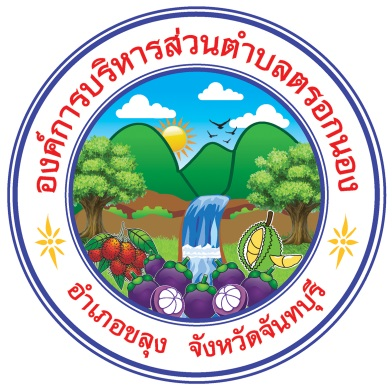 องค์การบริหารส่วนตำบลตรอกนอง
อำเภอขลุง จังหวัดจันทบุรี